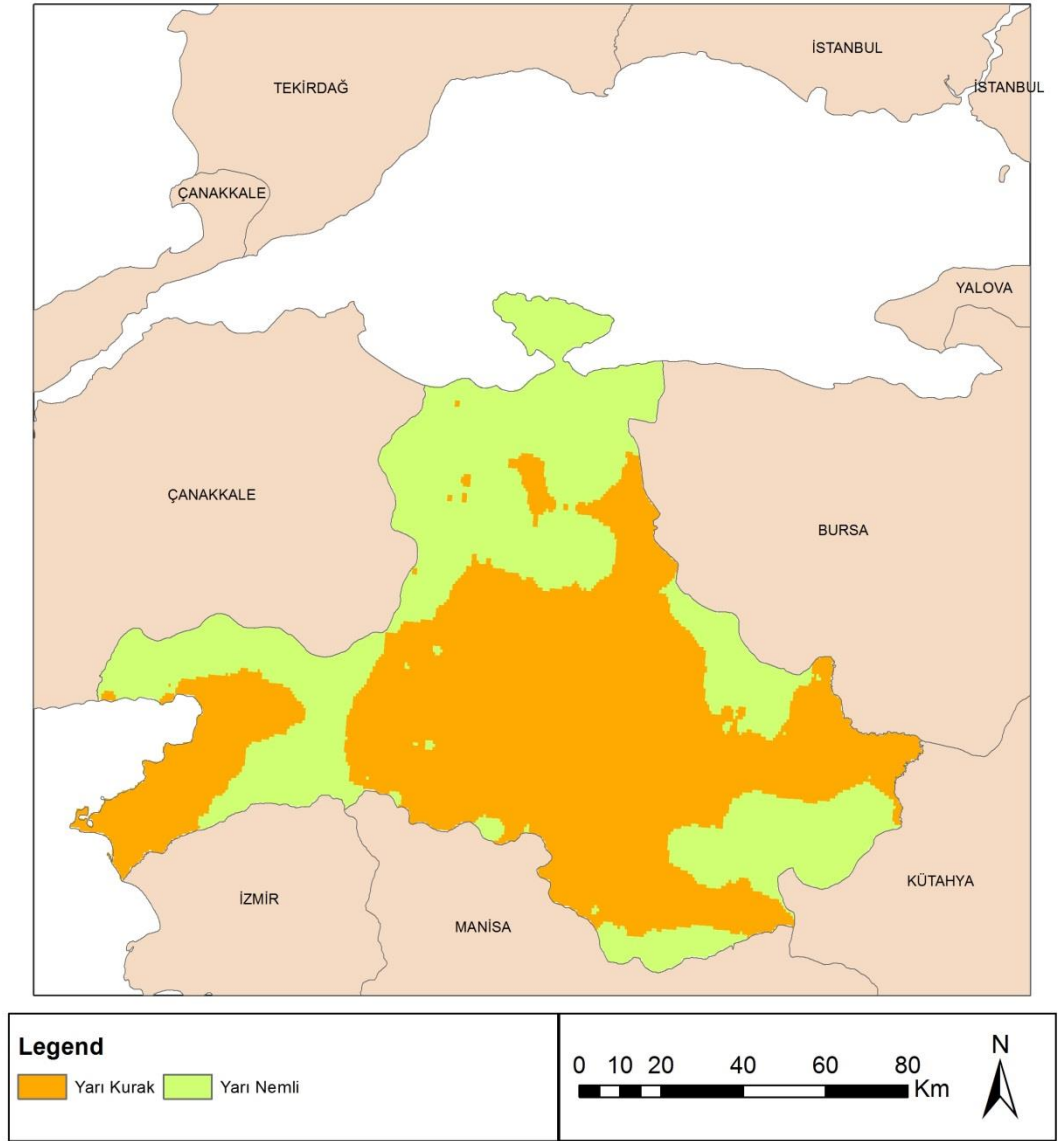 İSTANBUL
TEKİRDAĞ
İSTANBUL
ÇANAKKALE
YALOVA
ÇANAKKALE
BURSA
KÜTAHYA
İZMİR
MANİSA
Legend
Yarı Kurak
Yarı Nemli
0 10 20 40 60 80
Km
N